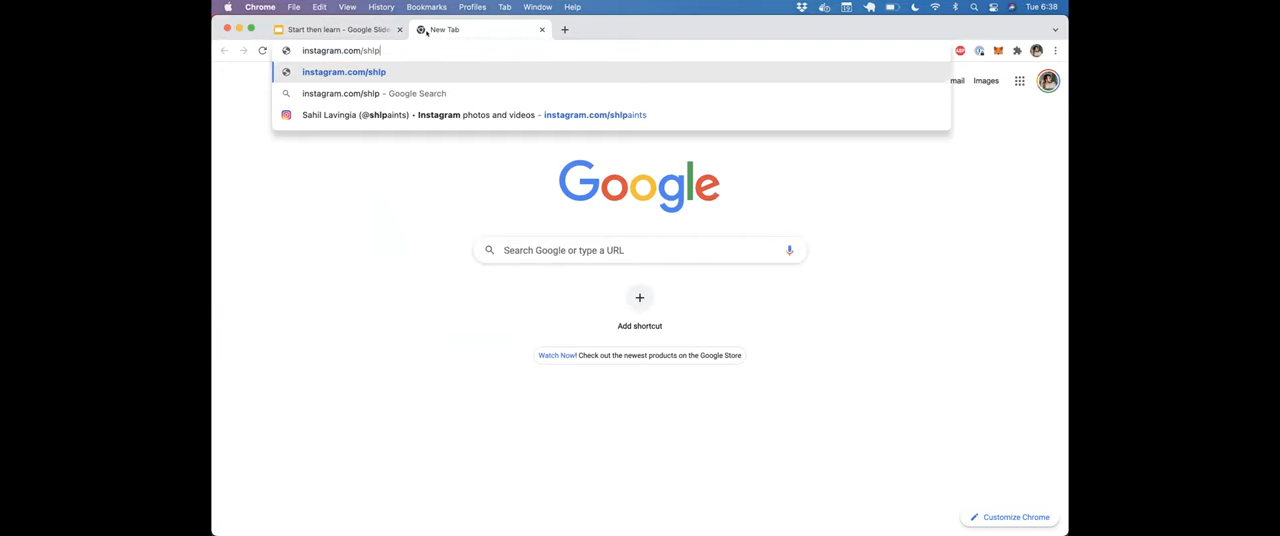 Chrome File Edit View History Bookmarks Profiles Tab Window Help Tue 6:38
Start then learn - Google Slide New Tab
instagram.com/shlp
instagram.com/shlp
instagram.com/shlp - Google Search
Sahil Lavingia (@shlpaints) • Instagram photos and videos - instagram.com/shlpaints
mail Images
Google
Search Google or type a URL
Add shortcut
Watch Now! Check out the newest products on the Google Store
Customize Chrome